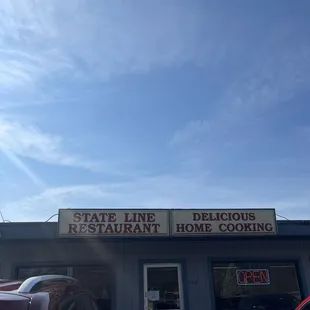 STATE LINE
RESTAURANT
DELICIOUS
HOME COOKING
OPEN